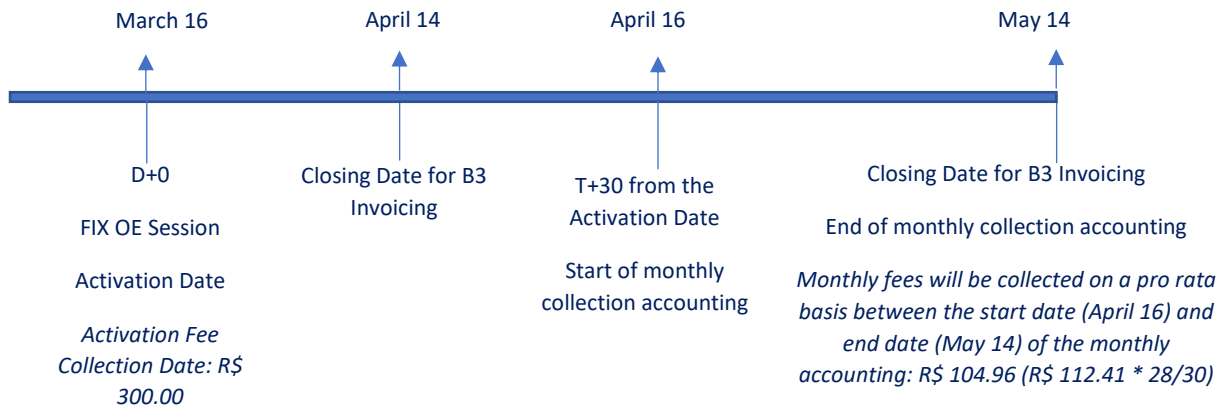 March 16
April 14
April 16
May 14
D+0
FIX OE Session
Activation Date
Activation Fee
Collection Date: R$
300.00
Closing Date for B3
Invoicing
T+30 from the
Activation Date
Start of monthly
collection accounting
Closing Date for B3 Invoicing
End of monthly collection accounting
Monthly fees will be collected on a pro rata
basis between the start date (April 16) and
end date (May 14) of the monthly
accounting: R$ 104.96 (R$ 112.41 * 28/30)